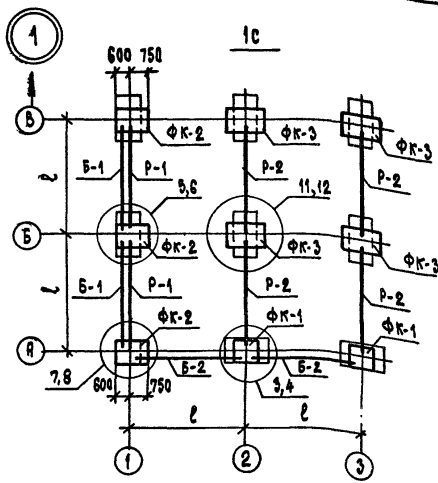 1
1с
600 750
В
ФК-2
ФК-3
ФК-3
Б-1
Р-1
Р-2
Р-2
5,6
11,12
l
Б
ФК-2
ФК-3
ФК-3
Б-1
Р-1
Р-2
Р-2
l
ФК-2
ФК-1
ФК-1
А
7,8
Б-2
Б-2
3,4
600
750
l
l
1
2
3